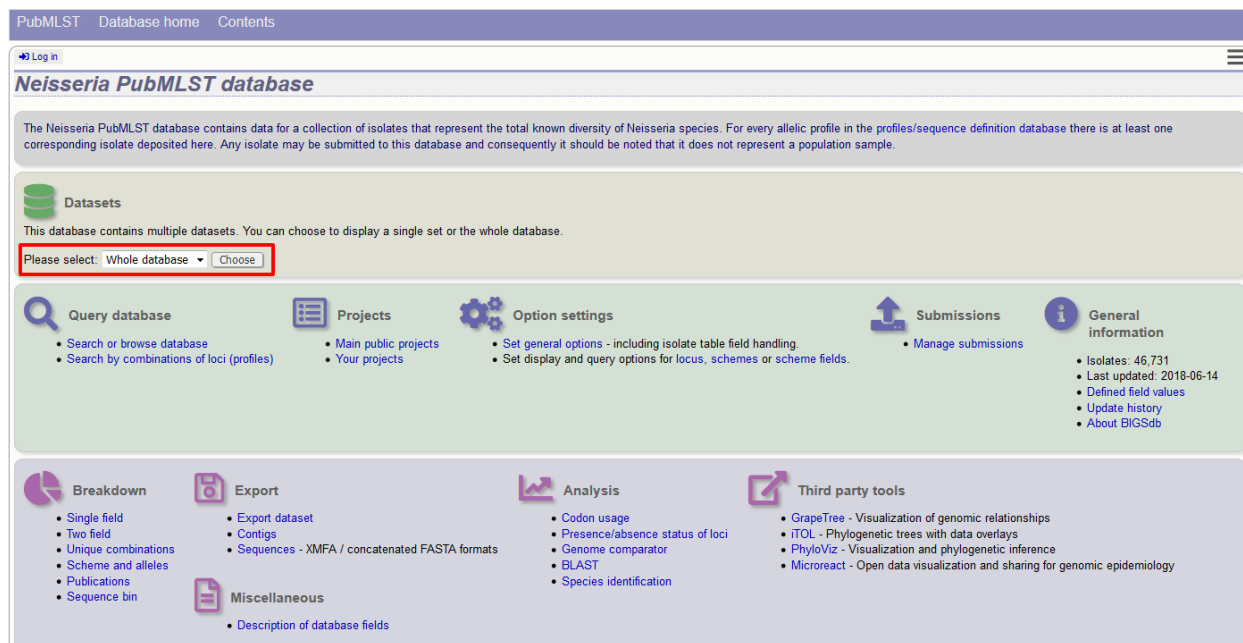 PubMLST Database home Contents
Log in
Neisseria PubMLST database
The Neisseria PubMLST database contains data for a collection of isolates that represent the total known diversity of Neisseria species. For every allelic profile in the profiles/sequence definition database there is at least one
corresponding isolate deposited here. Any isolate may be submitted to this database and consequently it should be noted that it does not represent a population sample.
Datasets
This database contains multiple datasets. You can choose to display a single set or the whole database.
Please select: Whole database Choose
Query database
• Search or browse database
• Search by combinations of loci (profiles)
Projects
• Main public projects
• Your projects
Option settings
• Set general options - including isolate table field handling.
• Set display and query options for locus, schemes or scheme fields.
Submissions
• Manage submissions
General
information
• Isolates: 46,731
• Last updated: 2018-06-14
• Defined field values
• Update history
• About BIGSdb
Breakdown
• Single field
• Two field
• Unique combinations
• Scheme and alleles
• Publications
• Sequence bin
Export
• Export dataset
• Contigs
• Sequences - XMFA / concatenated FASTA formats
Miscellaneous
• Description of database fields
Analysis
• Codon usage
• Presence/absence status of loci
• Genome comparator
• BLAST
• Species identification
Third party tools
• GrapeTree - Visualization of genomic relationships
• iTOL - Phylogenetic trees with data overlays
• PhyloViz - Visualization and phylogenetic inference
• Microreact - Open data visualization and sharing for genomic epidemiology